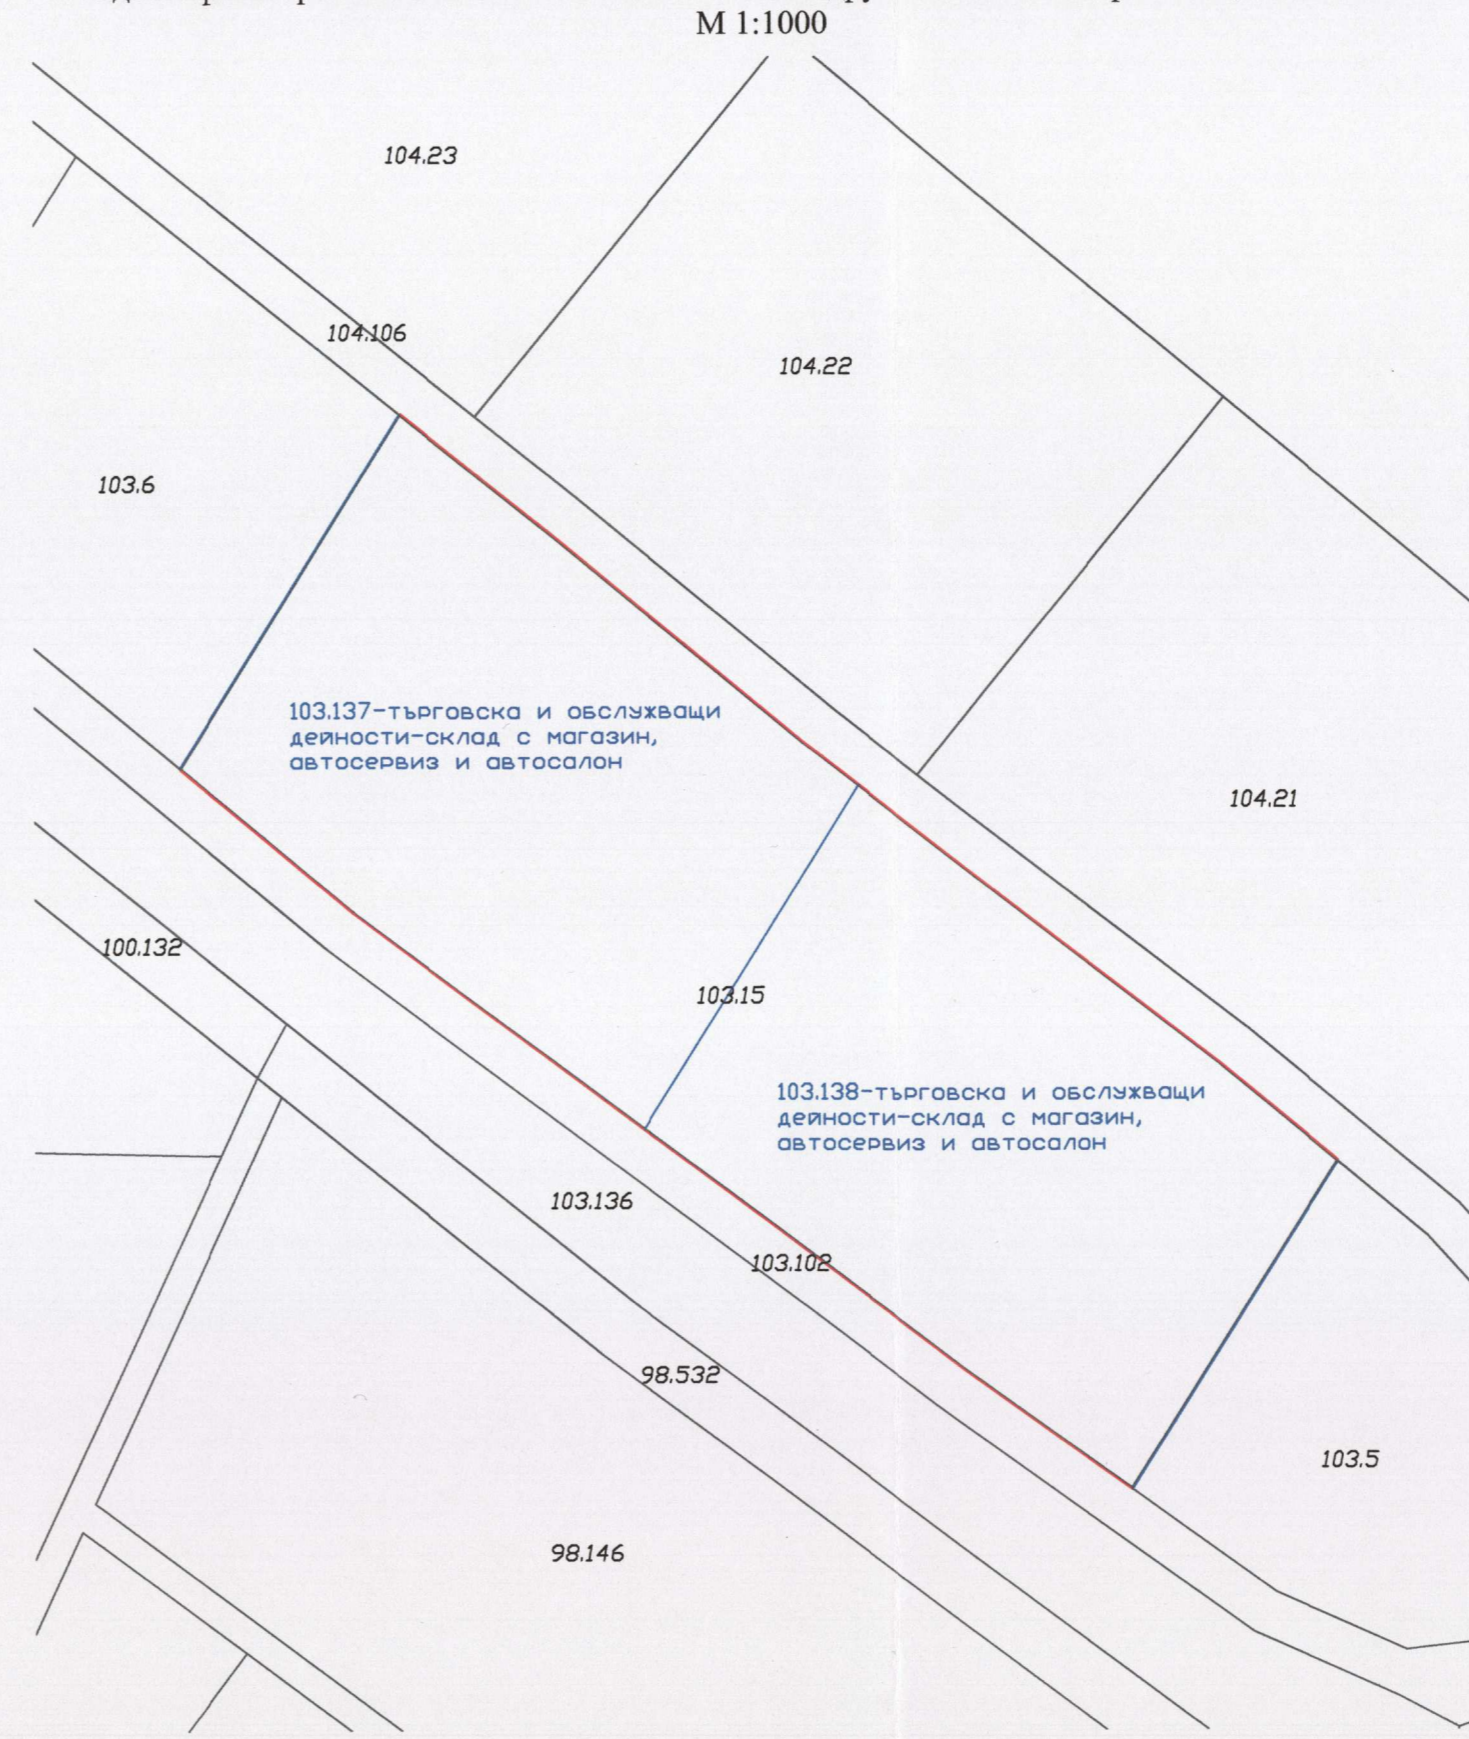 М 1:1000
104.23
104.106
104.22
103.6
103.137-търговска и обслужващи
дейности-склад с магазин,
автосервиз и автосалон
104.21
100.132
103.15
103.138-търговска и обслужващи
дейности-склад с магазин,
автосервиз и автосалон
103.136
103.102
98.532
103.5
98.146